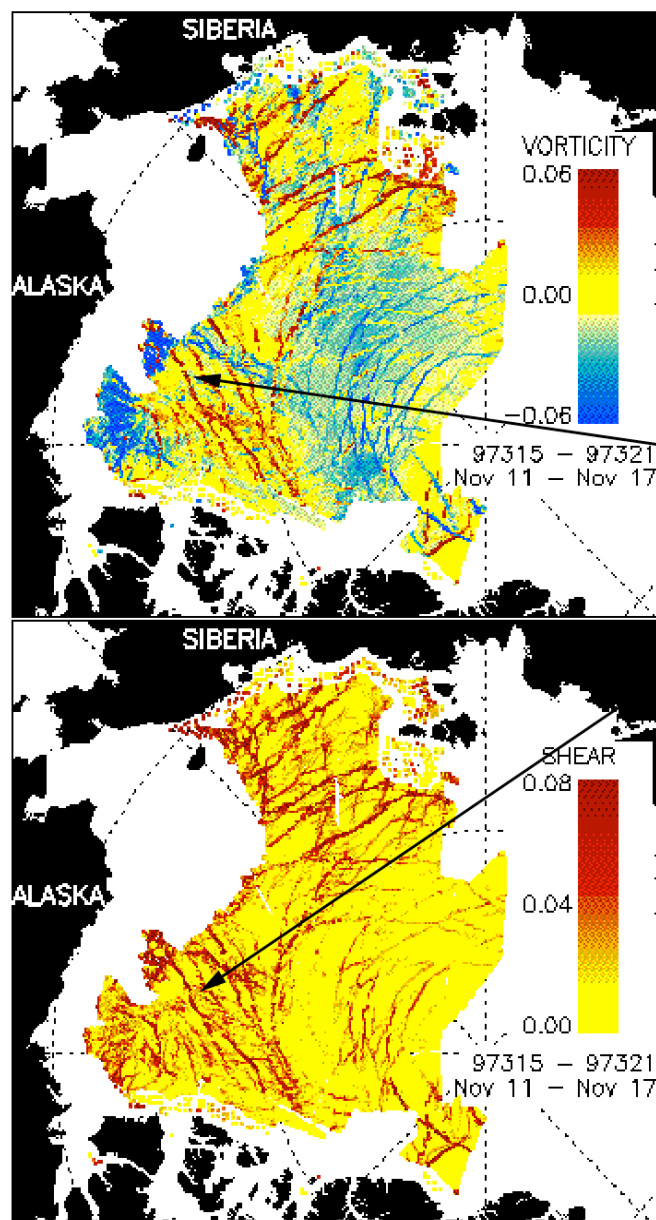 SIBERIA
VORTICITY
0.06
ALASKA
0.00
−0.06
97315 − 97321
Nov 11 − Nov 17
SIBERIA
SHEAR
0.08
ALASKA
0.04
0.00
97315 − 97321
Nov 11 − Nov 17